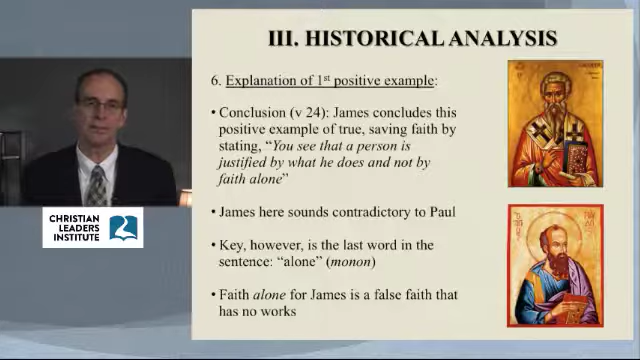 III. HISTORICAL ANALYSIS
6. Explanation of 1st positive example:
• Conclusion (v 24): James concludes this
positive example of true, saving faith by
stating, “You see that a person is
justified by what he does and not by
faith alone”
• James here sounds contradictory to Paul
• Key, however, is the last word in the
sentence: “alone” (monon)
• Faith alone for James is a false faith that
has no works
CHRISTIAN
LEADERS
INSTITUTE